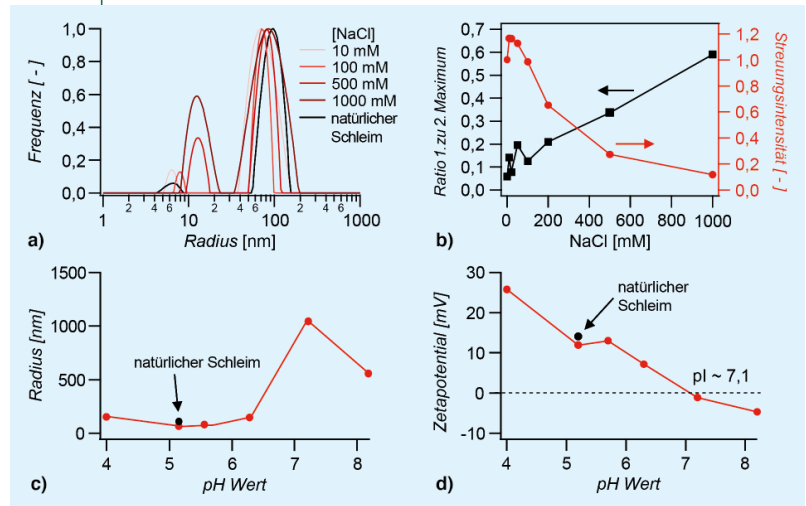 [NaCl]
10 mM
100 mM
500 mM
1000 mM
natürlicher
Schleim
1,0
0,8
0,6
0,4
0,2
0,0
Frequenz [ - ]
1
2
4
6
10
2
4
6
100
2
4
6
1000
Radius [nm]
a)
0,7
0,6
0,5
0,4
0,3
0,2
0,1
0,0
Ratio 1. zu 2. Maximum
1,2
1,0
0,8
0,6
0,4
0,2
0,0
Streuungsintensität [ - ]
0
200
400
600
800
1000
NaCl [mM]
b)
1500
1000
500
0
Radius [nm]
natürlicher Schleim
4
5
6
7
8
pH Wert
c)
30
20
10
0
-10
Zetapotential [mV]
natürlicher
Schleim
pI ~ 7,1
4
5
6
7
8
pH Wert
d)